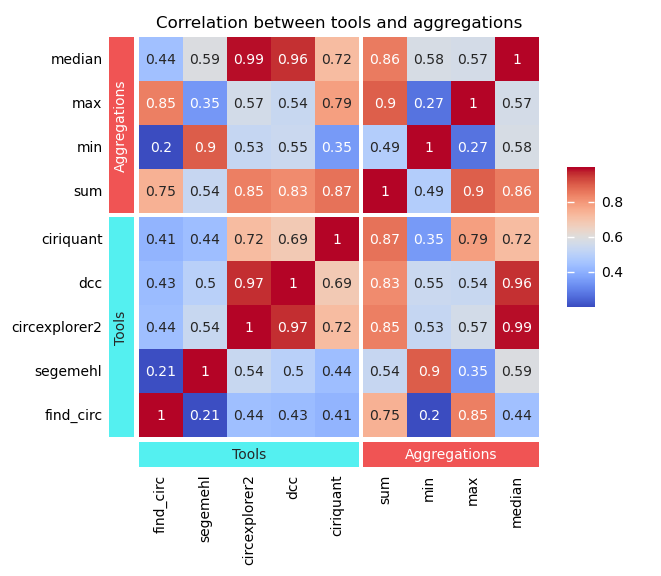 Correlation between tools and aggregations
median 0.44 0.59 0.99 0.96 0.72 0.86 0.58 0.57 1
max 0.85 0.35 0.57 0.54 0.79 0.9 0.27 1 0.57
min 0.2 0.9 0.53 0.55 0.35 0.49 1 0.27 0.58
sum 0.75 0.54 0.85 0.83 0.87 1 0.49 0.9 0.86
Aggregations
ciriquant 0.41 0.44 0.72 0.69 1 0.87 0.35 0.79 0.72
dcc 0.43 0.5 0.97 1 0.69 0.83 0.55 0.54 0.96
circexplorer2 0.44 0.54 1 0.97 0.72 0.85 0.53 0.57 0.99
segemehl 0.21 1 0.54 0.5 0.44 0.54 0.9 0.35 0.59
find_circ 1 0.21 0.44 0.43 0.41 0.75 0.2 0.85 0.44
Tools
Tools Aggregations
find_circ segemehl circexplorer2 dcc ciriquant sum min max median
0.8
0.6
0.4